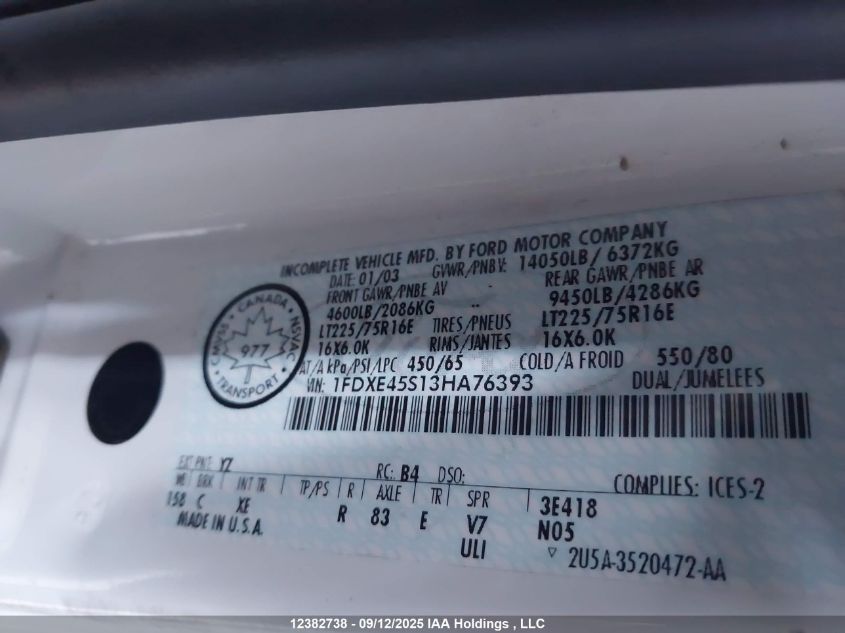 INCOMPLETE VEHICLE MFD. BY FORD MOTOR COMPANY
DATE: 01/03 GVWR/PNBV: 14050LB/ 6372KG
FRONT GAWR/PNBE AV REAR GAWR/PNBE AR
4600LB/2086KG 9450LB/4286KG
LT225/75R16E TIRES/PNEUS LT225/75R16E
16X6.0K RIMS/JANTES 16X6.0K
AT/A kPa/PSI/LPC 450/65 COLD/A FROID 550/80
VIN: 1FDXE45S13HA76393 DUAL/JUMELEES
CANADA
CMVSS NSVAC
977
TRANSPORT
EXT PNT: YZ RC: B4 DSO: COMPLIES: ICES-2
WB BRK INT TR TP/PS R AXLE TR SPR 3E418
158 C XE R 83 E V7 N05
MADE IN U.S.A. ULI ▽ 2U5A-3520472-AA
12382738 - 09/12/2025 IAA Holdings , LLC